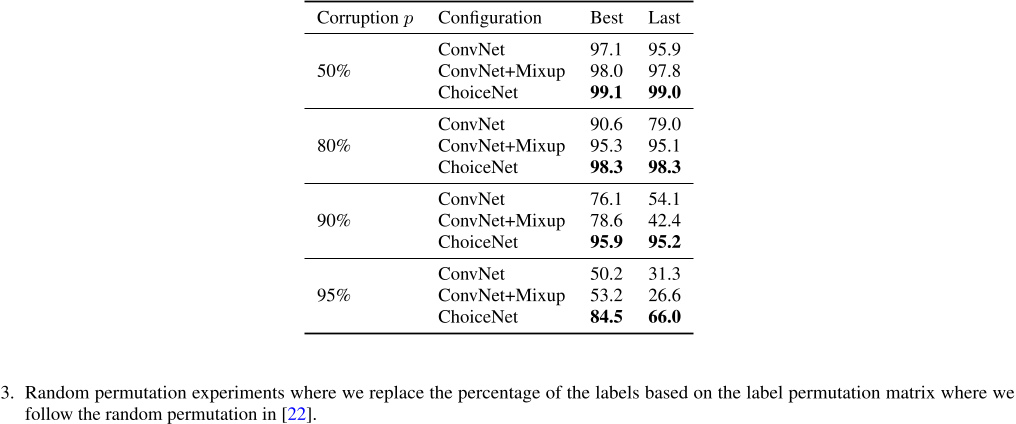 Corruption p Configuration Best Last
ConvNet 97.1 95.9
50% ConvNet+Mixup 98.0 97.8
ChoiceNet 99.1 99.0
ConvNet 90.6 79.0
80% ConvNet+Mixup 95.3 95.1
ChoiceNet 98.3 98.3
ConvNet 76.1 54.1
90% ConvNet+Mixup 78.6 42.4
ChoiceNet 95.9 95.2
ConvNet 50.2 31.3
95% ConvNet+Mixup 53.2 26.6
ChoiceNet 84.5 66.0
3. Random permutation experiments where we replace the percentage of the labels based on the label permutation matrix where we
follow the random permutation in [22].